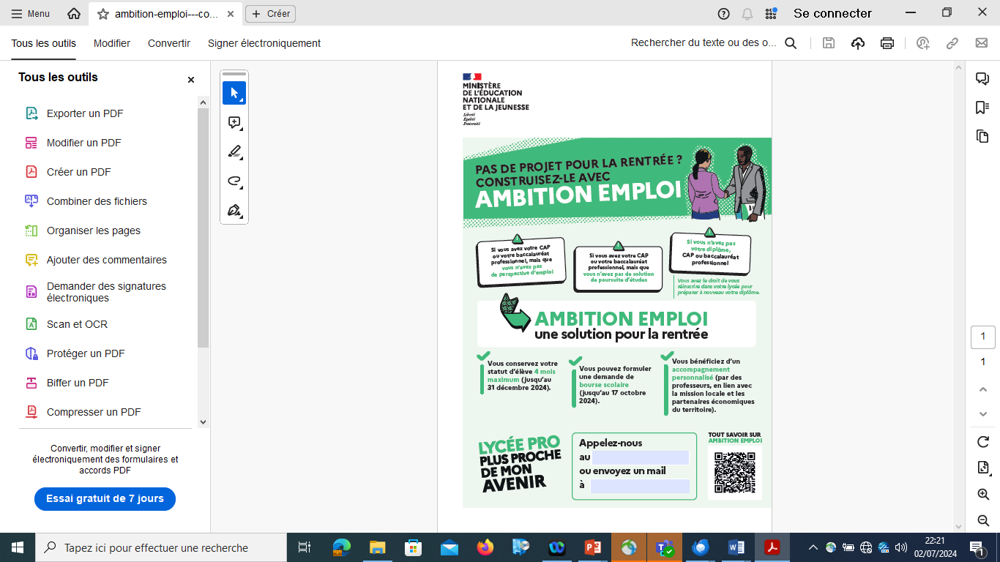 Menu
ambition-emploi---co...
Créer
Se connecter
Tous les outils
Modifier
Convertir
Signer électroniquement
Rechercher du texte ou des o...
Tous les outils
Exporter un PDF
Modifier un PDF
Créer un PDF
Combiner des fichiers
Organiser les pages
Ajouter des commentaires
Demander des signatures
électroniques
Scan et OCR
Protéger un PDF
Biffer un PDF
Compresser un PDF
Convertir, modifier et signer
électroniquement des formulaires et
accords PDF
Essai gratuit de 7 jours
MINISTÈRE
DE L'ÉDUCATION
NATIONALE
ET DE LA JEUNESSE
Liberté
Égalité
Fraternité
PAS DE PROJET POUR LA RENTRÉE ?
CONSTRUISEZ-LE AVEC
AMBITION EMPLOI
Si vous avez votre CAP
ou votre baccalauréat
professionnel, mais que
vous n'avez pas
de perspective d'emploi
Si vous avez votre CAP
ou votre baccalauréat
professionnel, mais que
vous n'avez pas de solution
de poursuite d'études
Si vous n'avez pas
votre diplôme,
CAP ou baccalauréat
professionnel
Vous avez le droit de vous
réinscrire dans votre lycée pour
préparer à nouveau votre diplôme.
AMBITION EMPLOI
une solution pour la rentrée
Vous conservez votre
statut d'élève 4 mois
maximum (jusqu'au
31 décembre 2024).
Vous pouvez formuler
une demande de
bourse scolaire
(jusqu'au 17 octobre
2024).
Vous bénéficiez d'un
accompagnement
personnalisé (par des
professeurs, en lien avec
la mission locale et les
partenaires économiques
du territoire).
LYCÉE PRO
PLUS PROCHE
DE MON
AVENIR
Appelez-nous
au
ou envoyez un mail
à
TOUT SAVOIR SUR
AMBITION EMPLOI
1
1
Tapez ici pour effectuer une recherche
22:21
02/07/2024
1